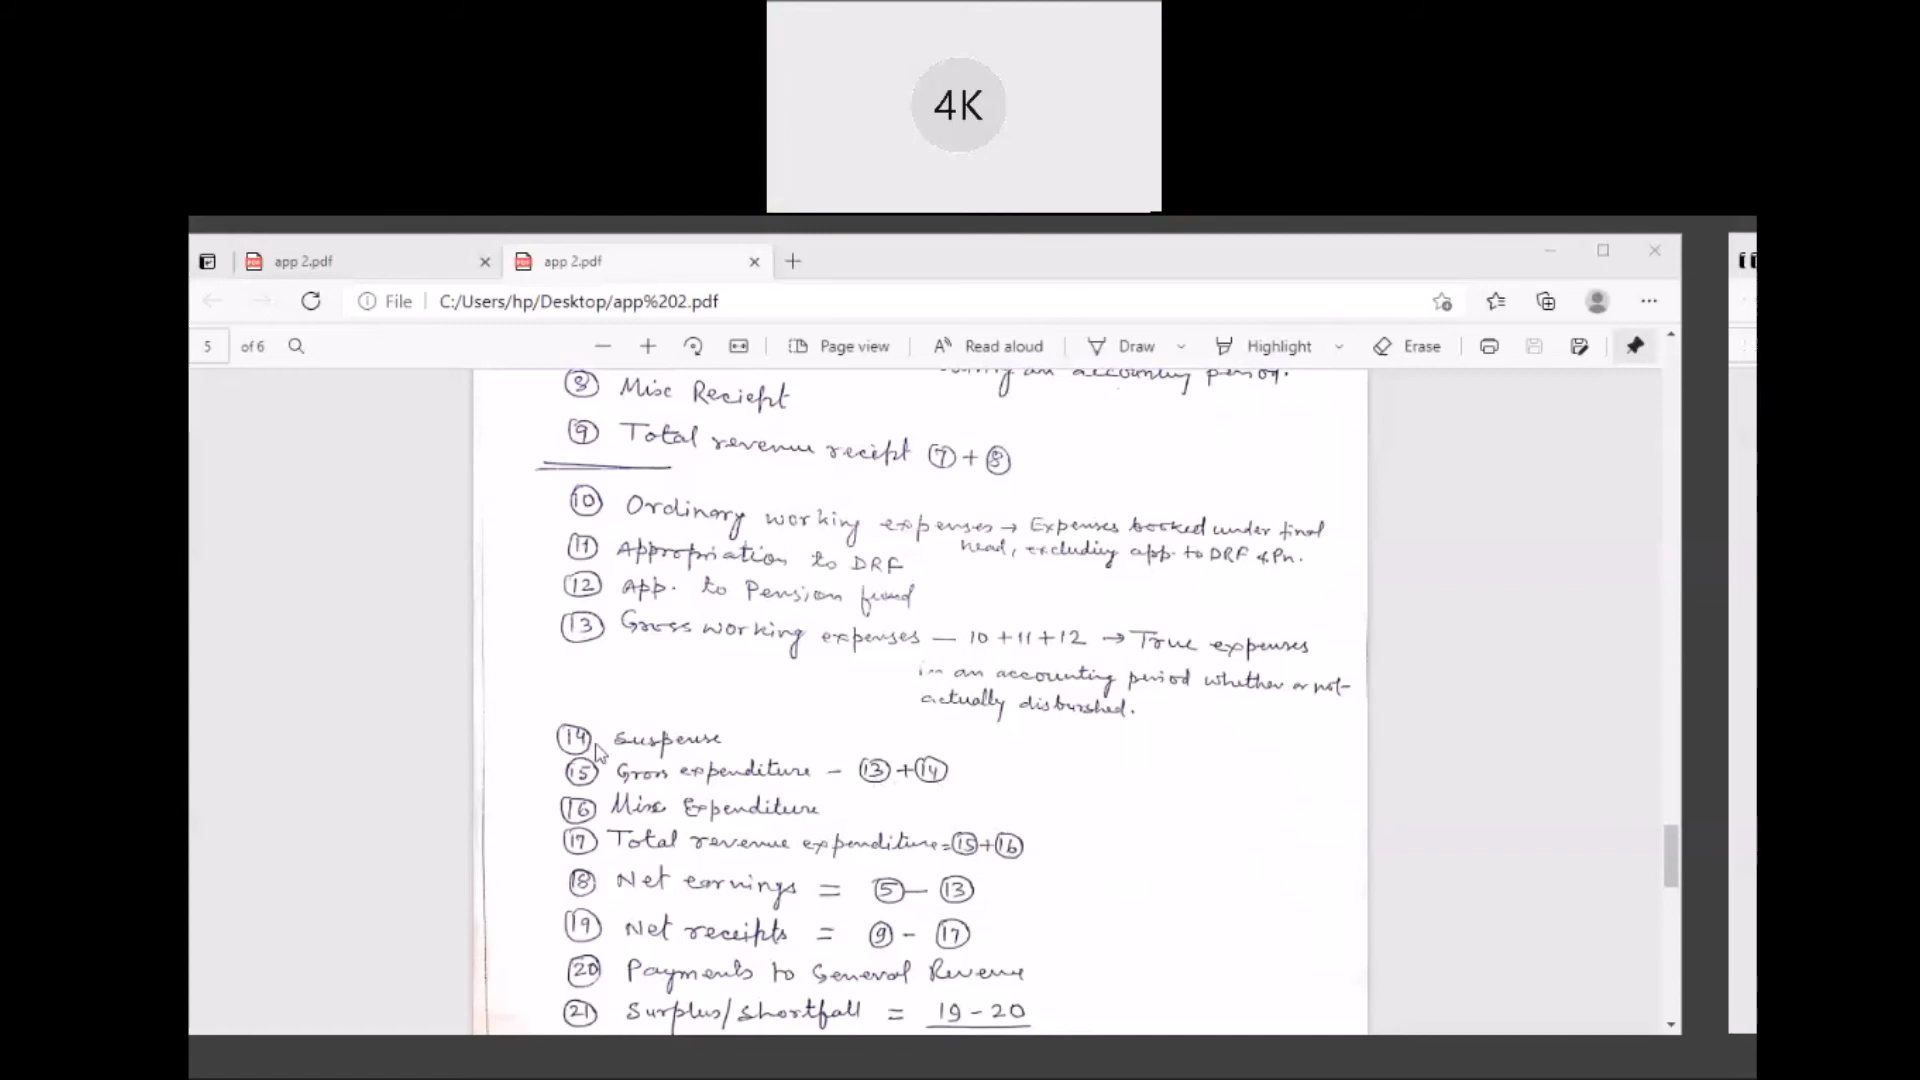 4K
app 2.pdf
app 2.pdf
File
C:/Users/hp/Desktop/app%202.pdf
5 of 6
Page view
Read aloud
Draw
Highlight
Erase
an accounting period.
8 Misc Reciept
9 Total revenue receipt 7 + 8
10 Ordinary working expenses → Expenses booked under final
head, excluding app. to DRF & Pn.
11 Appropriation to DRF
12 App. to Pension fund
13 Gross working expenses — 10 + 11 + 12 → True expenses
in an accounting period whether or not
actually disburshed.
14 Suspense
15 Gross expenditure - 13 + 14
16 Misc Expenditure
17 Total revenue expenditure = 15 + 16
18 Net earnings = 5 - 13
19 Net receipts = 9 - 17
20 Payments to General Revenue
21 Surplus/shortfall = 19 - 20